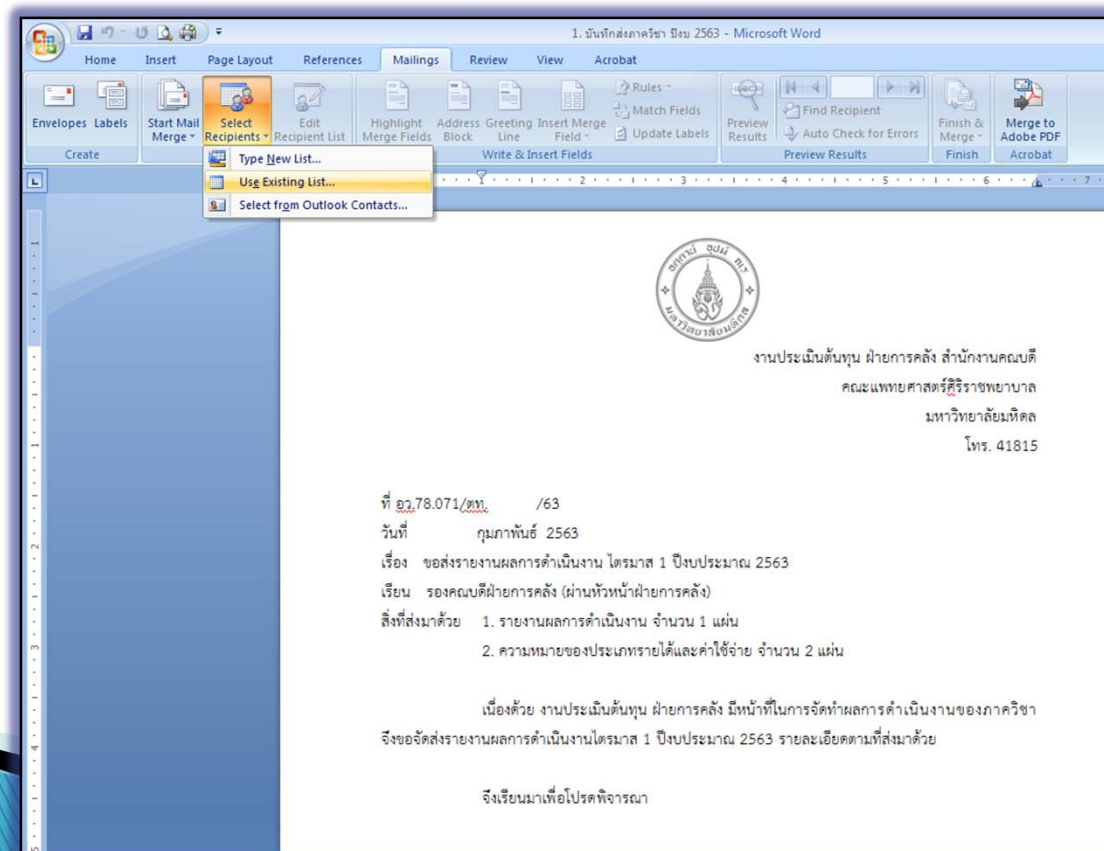 1. บันทึกส่งภาควิชา ปีงบ 2563 - Microsoft Word
Home Insert Page Layout References Mailings Review View Acrobat
Envelopes Labels Start Mail Merge Select Recipients Edit Recipient List Highlight Merge Fields Address Block Greeting Line Insert Merge Field Rules Match Fields Update Labels Preview Results Find Recipient Auto Check for Errors Finish & Merge Merge to Adobe PDF
Create Write & Insert Fields Preview Results Finish Acrobat
Type New List...
Use Existing List...
Select from Outlook Contacts...
อตฺตานํ อุปมํ กเร
มหาวิทยาลัยมหิดล
งานประเมินต้นทุน ฝ่ายการคลัง สำนักงานคณบดี
คณะแพทยศาสตร์ศิริราชพยาบาล
มหาวิทยาลัยมหิดล
โทร. 41815
ที่ อว.78.071/ตท. /63
วันที่ กุมภาพันธ์ 2563
เรื่อง ขอส่งรายงานผลการดำเนินงาน ไตรมาส 1 ปีงบประมาณ 2563
เรียน รองคณบดีฝ่ายการคลัง (ผ่านหัวหน้าฝ่ายการคลัง)
สิ่งที่ส่งมาด้วย 1. รายงานผลการดำเนินงาน จำนวน 1 แผ่น
2. ความหมายของประเภทรายได้และค่าใช้จ่าย จำนวน 2 แผ่น
เนื่องด้วย งานประเมินต้นทุน ฝ่ายการคลัง มีหน้าที่ในการจัดทำผลการดำเนินงานของภาควิชา
จึงขอจัดส่งรายงานผลการดำเนินงานไตรมาส 1 ปีงบประมาณ 2563 รายละเอียดตามที่ส่งมาด้วย
จึงเรียนมาเพื่อโปรดพิจารณา